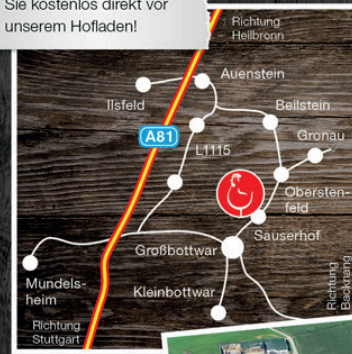 Sie kostenlos direkt vor
unserem Hofladen!
Richtung
Heilbronn
Auenstein
Ilsfeld
Beilstein
A81
Gronau
L1115
Obersten-
feld
Sauserhof
Großbottwar
Mundels-
heim
Kleinbottwar
Richtung
Backnang
Richtung
Stuttgart